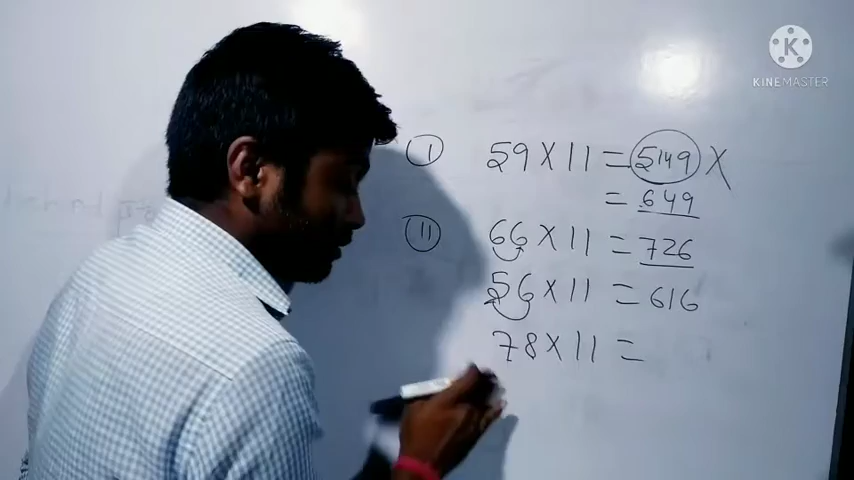 KINEMASTER
I 59 X 11 = 5149 X
= 649
II 66 X 11 = 726
56 X 11 = 616
78 X 11 =